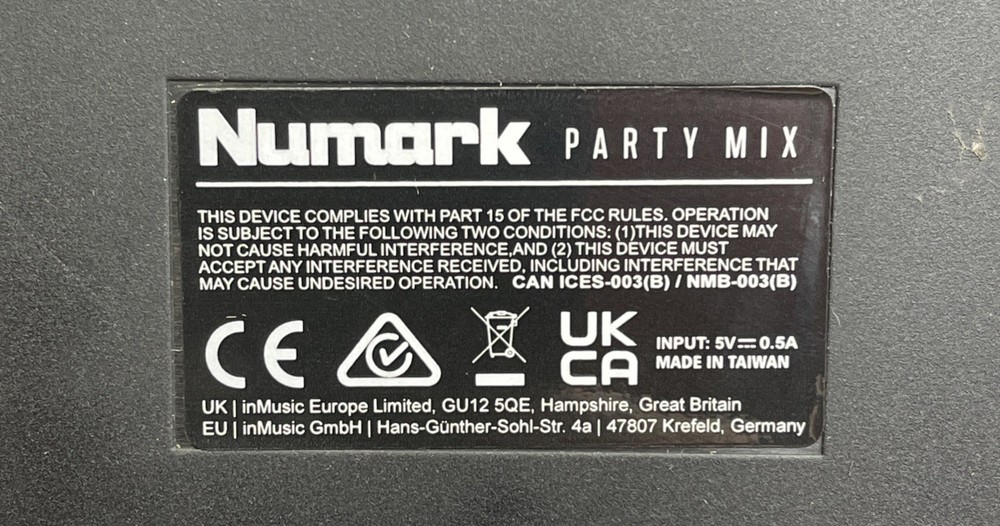 Numark PARTY MIX
THIS DEVICE COMPLIES WITH PART 15 OF THE FCC RULES. OPERATION
IS SUBJECT TO THE FOLLOWING TWO CONDITIONS: (1)THIS DEVICE MAY
NOT CAUSE HARMFUL INTERFERENCE,AND (2) THIS DEVICE MUST
ACCEPT ANY INTERFERENCE RECEIVED, INCLUDING INTERFERENCE THAT
MAY CAUSE UNDESIRED OPERATION. CAN ICES-003(B) / NMB-003(B)
CE
UK
CA
INPUT: 5V⎓0.5A
MADE IN TAIWAN
UK | inMusic Europe Limited, GU12 5QE, Hampshire, Great Britain
EU | inMusic GmbH | Hans-Günther-Sohl-Str. 4a | 47807 Krefeld, Germany